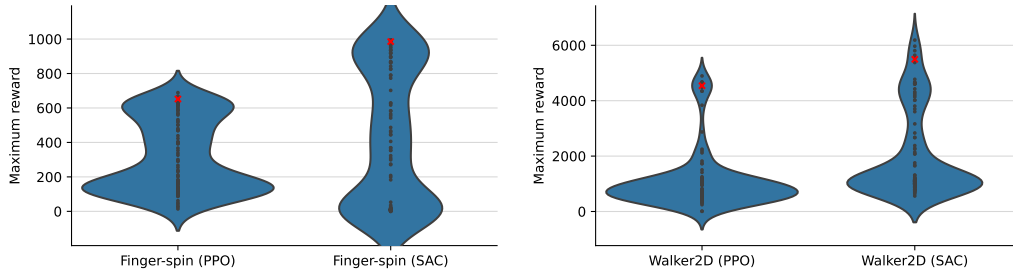 Maximum reward
1000
800
600
400
200
0
Finger-spin (PPO)
Finger-spin (SAC)
Maximum reward
6000
4000
2000
0
Walker2D (PPO)
Walker2D (SAC)